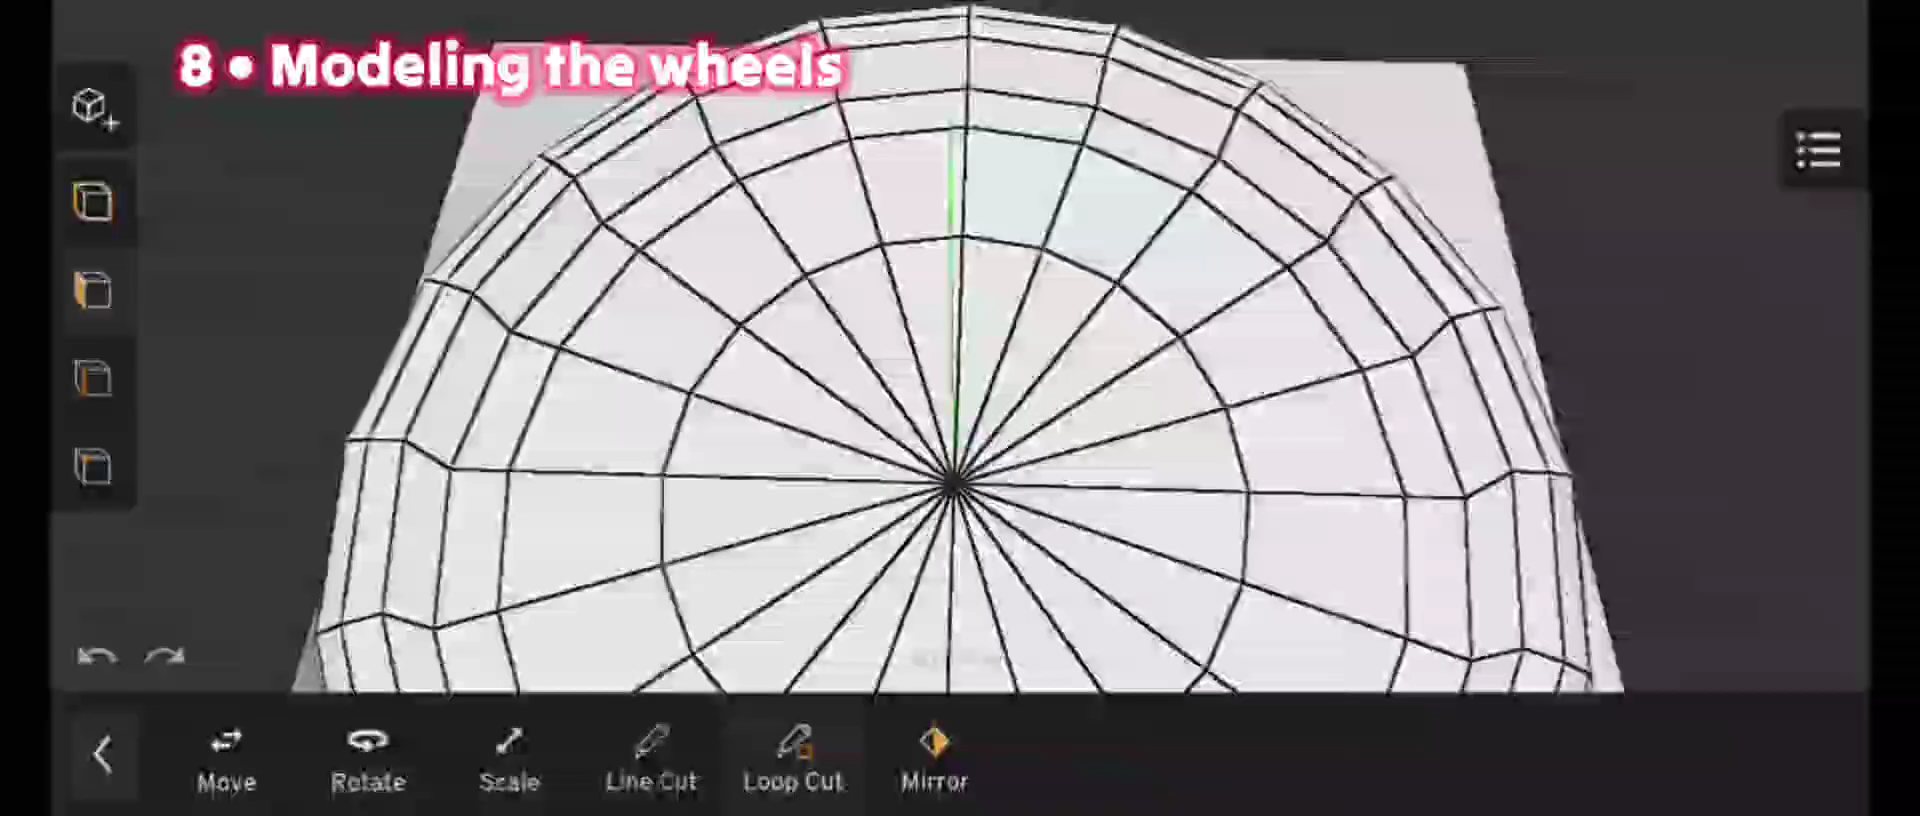 8 • Modeling the wheels
Move
Rotate
Scale
Line Cut
Loop Cut
Mirror